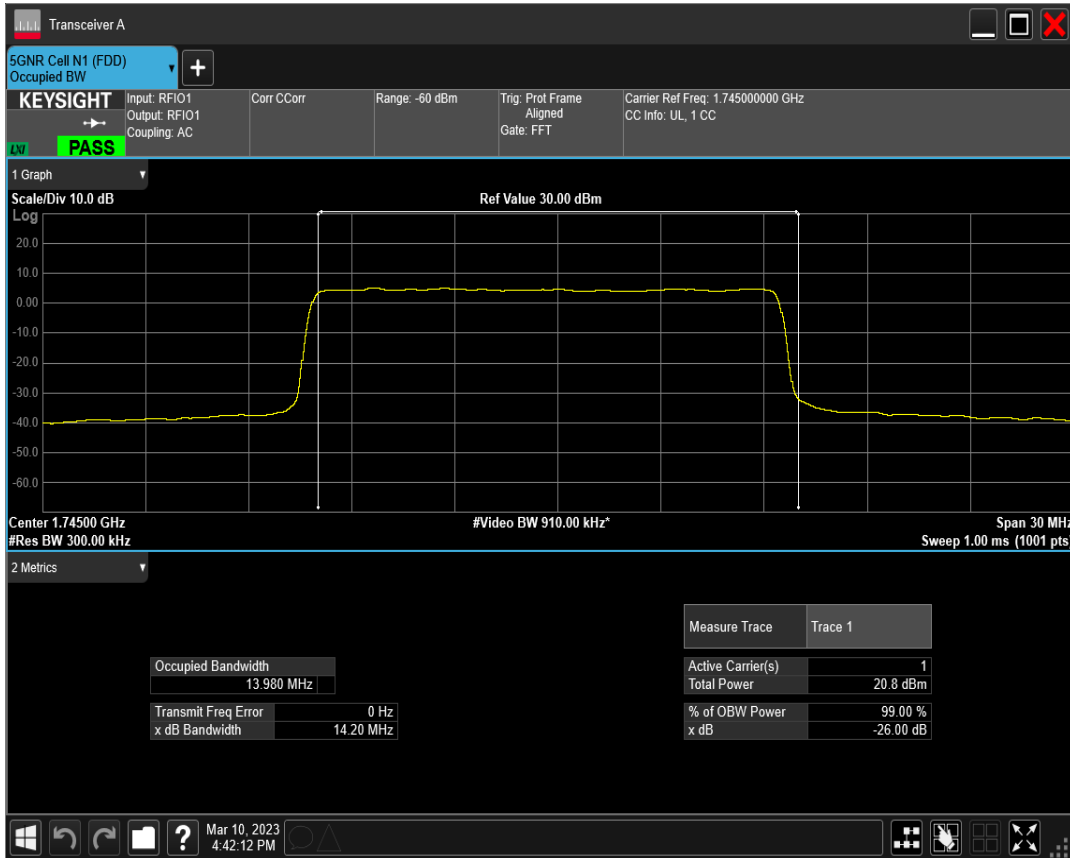 Transceiver A
5GNR Cell N1 (FDD)
Occupied BW
+
KEYSIGHT
LXI
PASS
Input: RFIO1
Output: RFIO1
Coupling: AC
Corr CCorr
Range: -60 dBm
Trig: Prot Frame
Aligned
Gate: FFT
Carrier Ref Freq: 1.745000000 GHz
CC Info: UL, 1 CC
1 Graph
Scale/Div 10.0 dB
Ref Value 30.00 dBm
Log
20.0
10.0
0.00
-10.0
-20.0
-30.0
-40.0
-50.0
-60.0
Center 1.74500 GHz
#Video BW 910.00 kHz*
Span 30 MHz
#Res BW 300.00 kHz
Sweep 1.00 ms (1001 pts)
2 Metrics
Measure Trace Trace 1
Occupied Bandwidth
13.980 MHz
Transmit Freq Error 0 Hz
x dB Bandwidth 14.20 MHz
Active Carrier(s) 1
Total Power 20.8 dBm
% of OBW Power 99.00 %
x dB -26.00 dB
?
Mar 10, 2023
4:42:12 PM